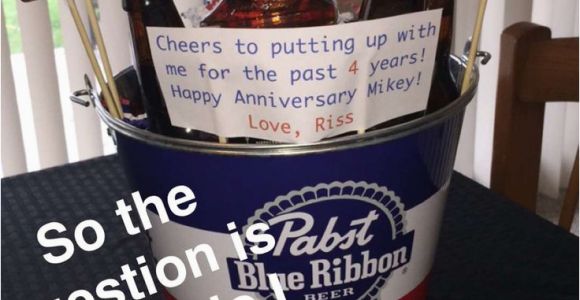 Cheers to putting up with
me for the past 4 years!
Happy Anniversary Mikey!
Love, Riss
So the
estion is
Pabst
Blue Ribbon
BEER